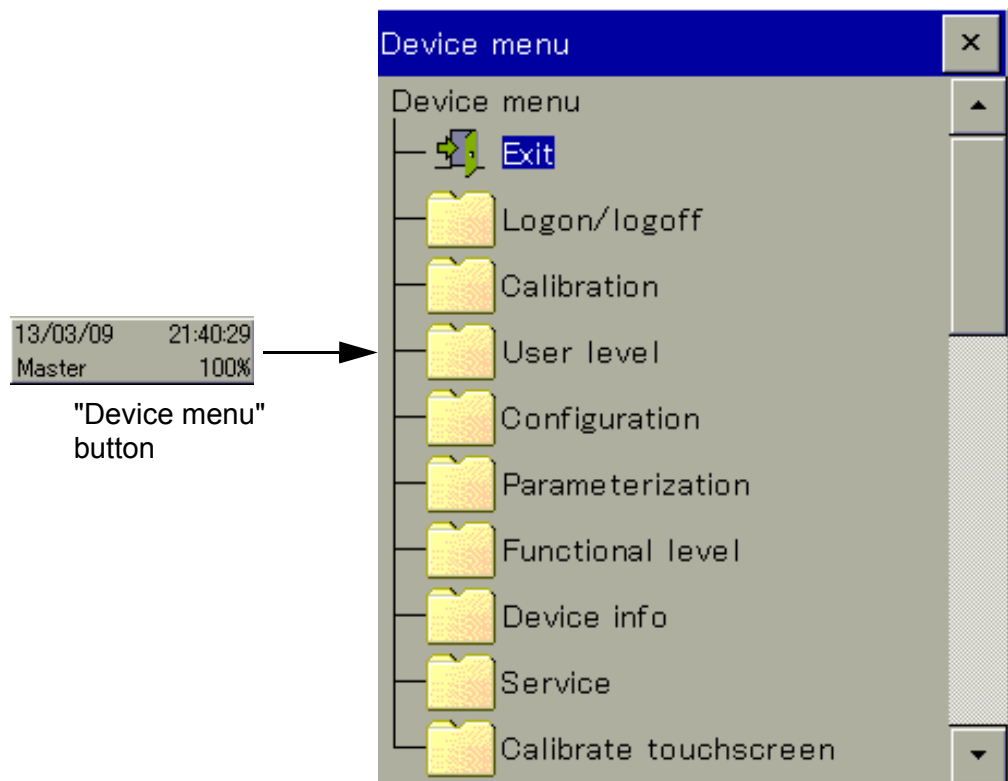 Device menu
Device menu
Exit
Logon/logoff
Calibration
User level
Configuration
Parameterization
Functional level
Device info
Service
Calibrate touchscreen
13/03/09 21:40:29
Master 100%
"Device menu"
button